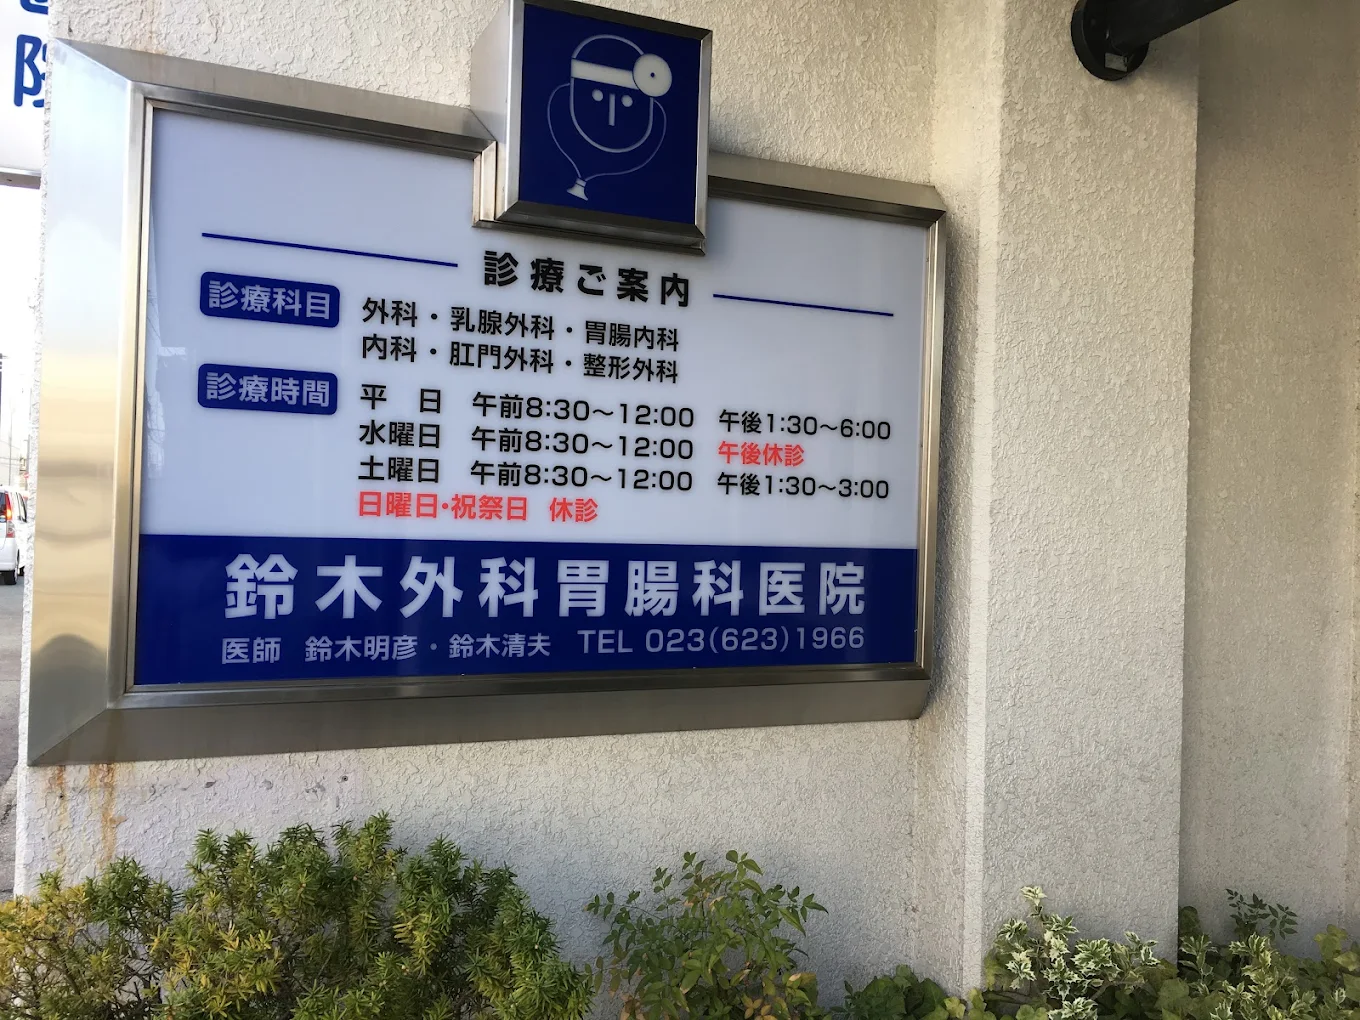 院
診療ご案内
診療科目
外科・乳腺外科・胃腸内科
内科・肛門外科・整形外科
診療時間
平　日　午前8:30～12:00　午後1:30～6:00
水曜日　午前8:30～12:00　午後休診
土曜日　午前8:30～12:00　午後1:30～3:00
日曜日・祝祭日　休診
鈴木外科胃腸科医院
医師　鈴木明彦・鈴木清夫　TEL 023(623)1966